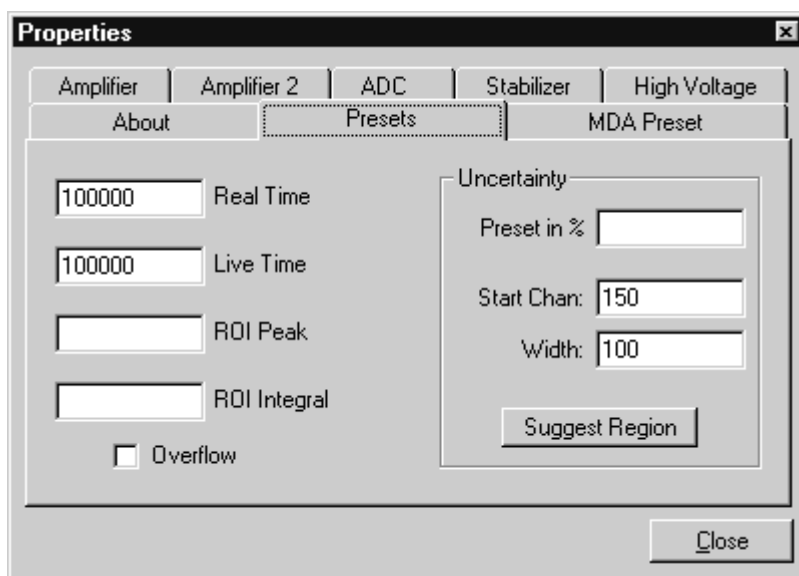 Properties
Amplifier Amplifier 2 ADC Stabilizer High Voltage
About Presets MDA Preset
100000 Real Time
100000 Live Time
ROI Peak
ROI Integral
Overflow
Uncertainty
Preset in %
Start Chan: 150
Width: 100
Suggest Region
Close